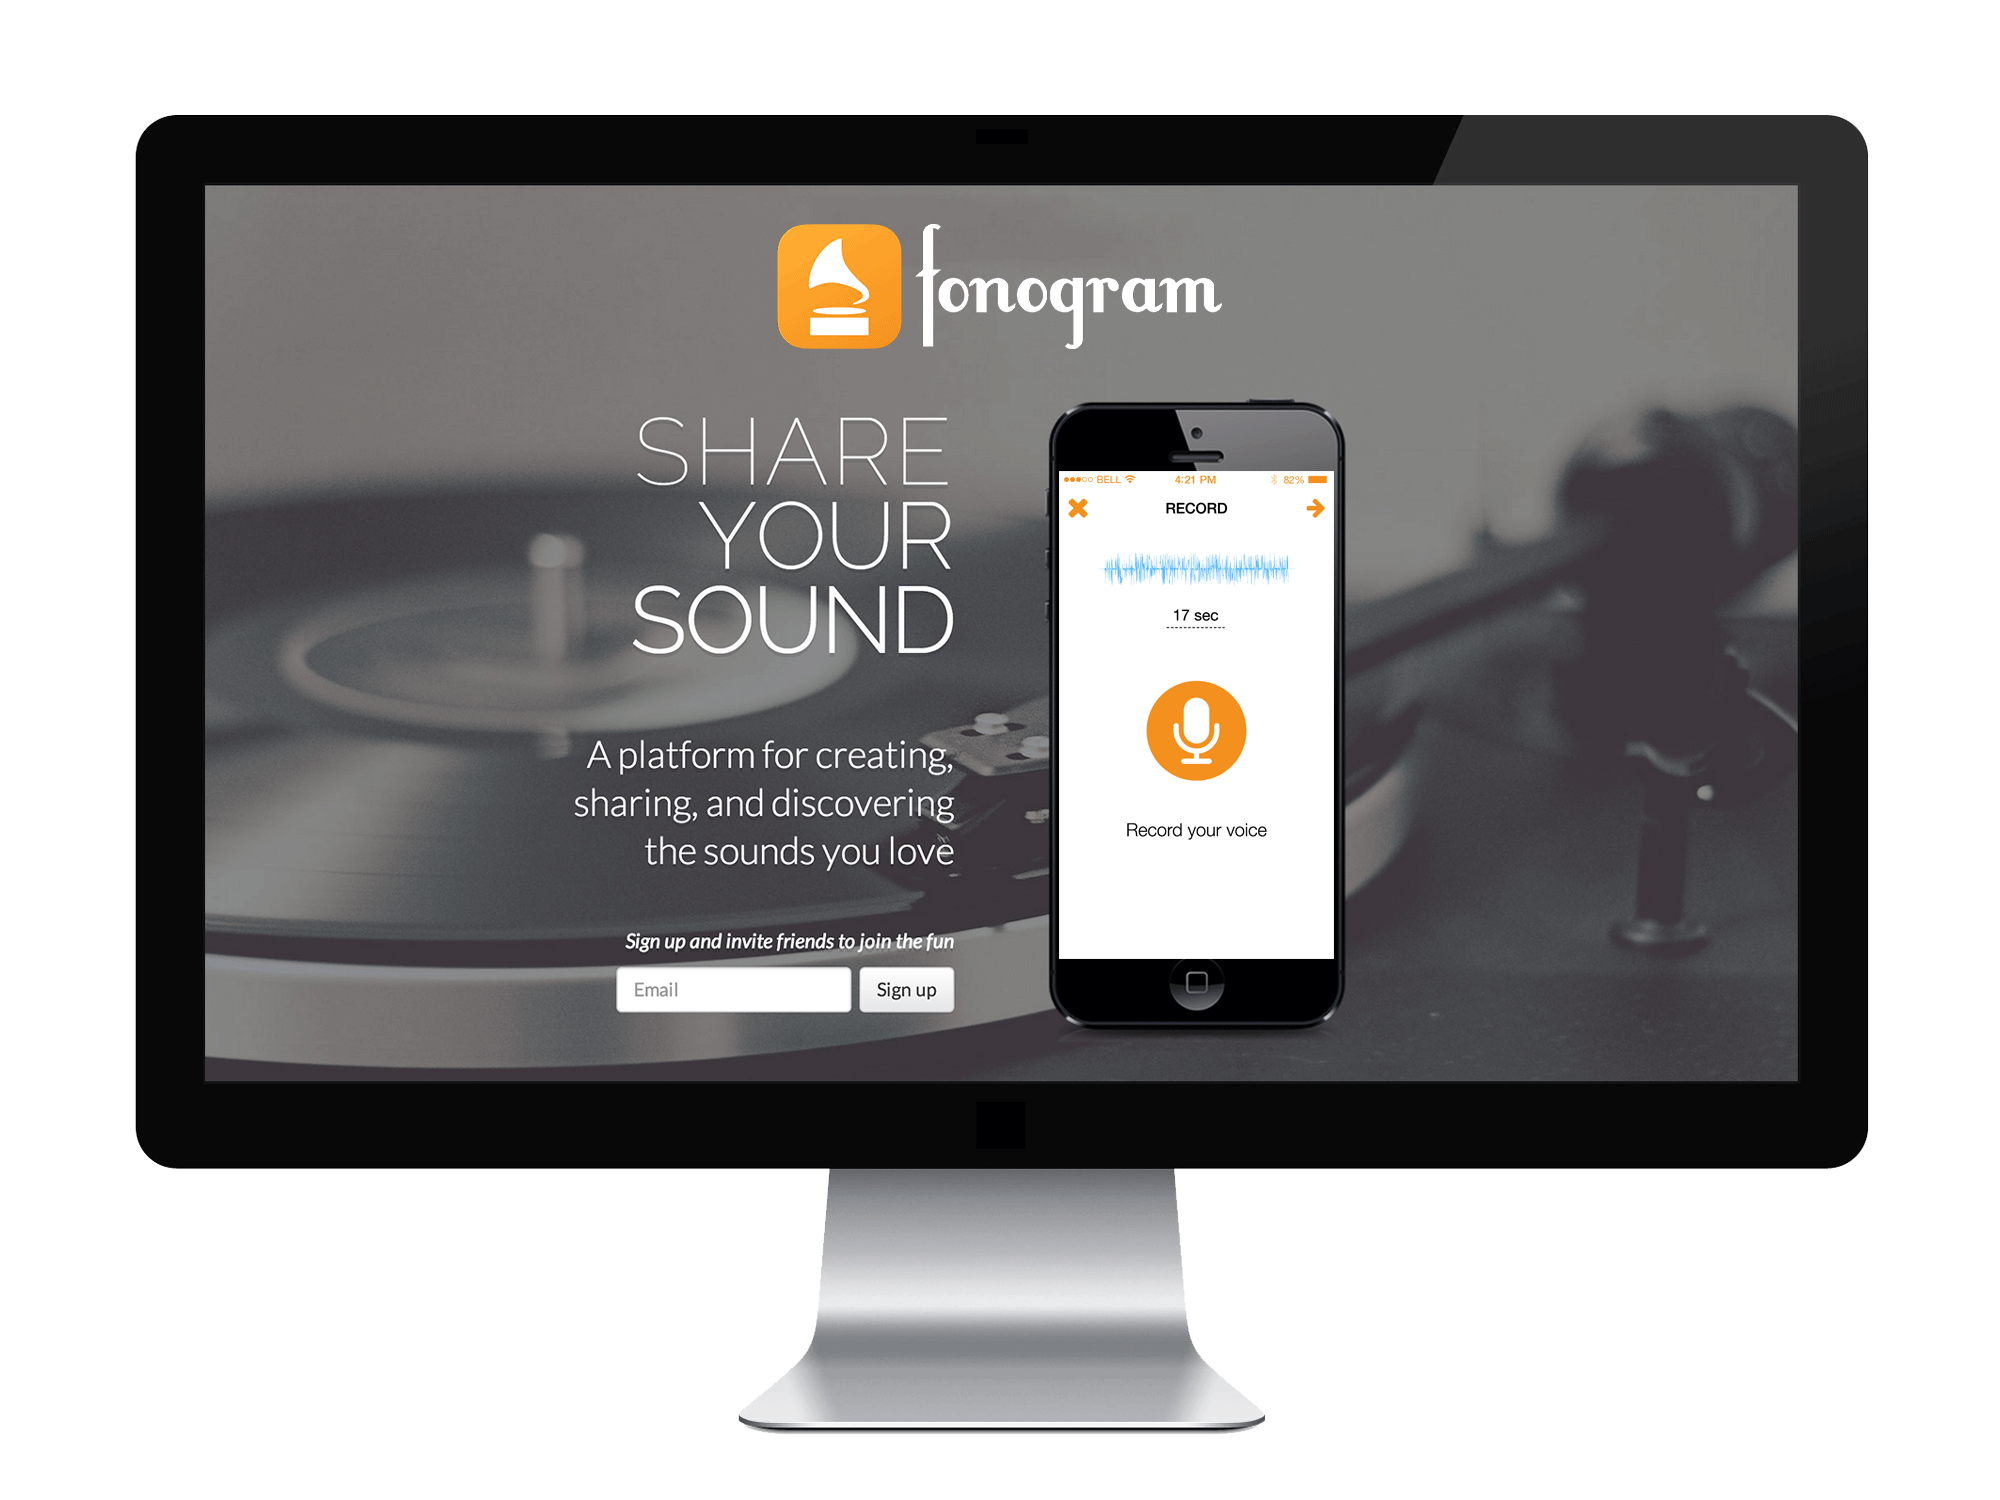 fonogram
SHARE
YOUR
SOUND
A platform for creating,
sharing, and discovering
the sounds you love
Sign up and invite friends to join the fun
Email
Sign up
BELL 4:21 PM 82%
RECORD
17 sec
Record your voice